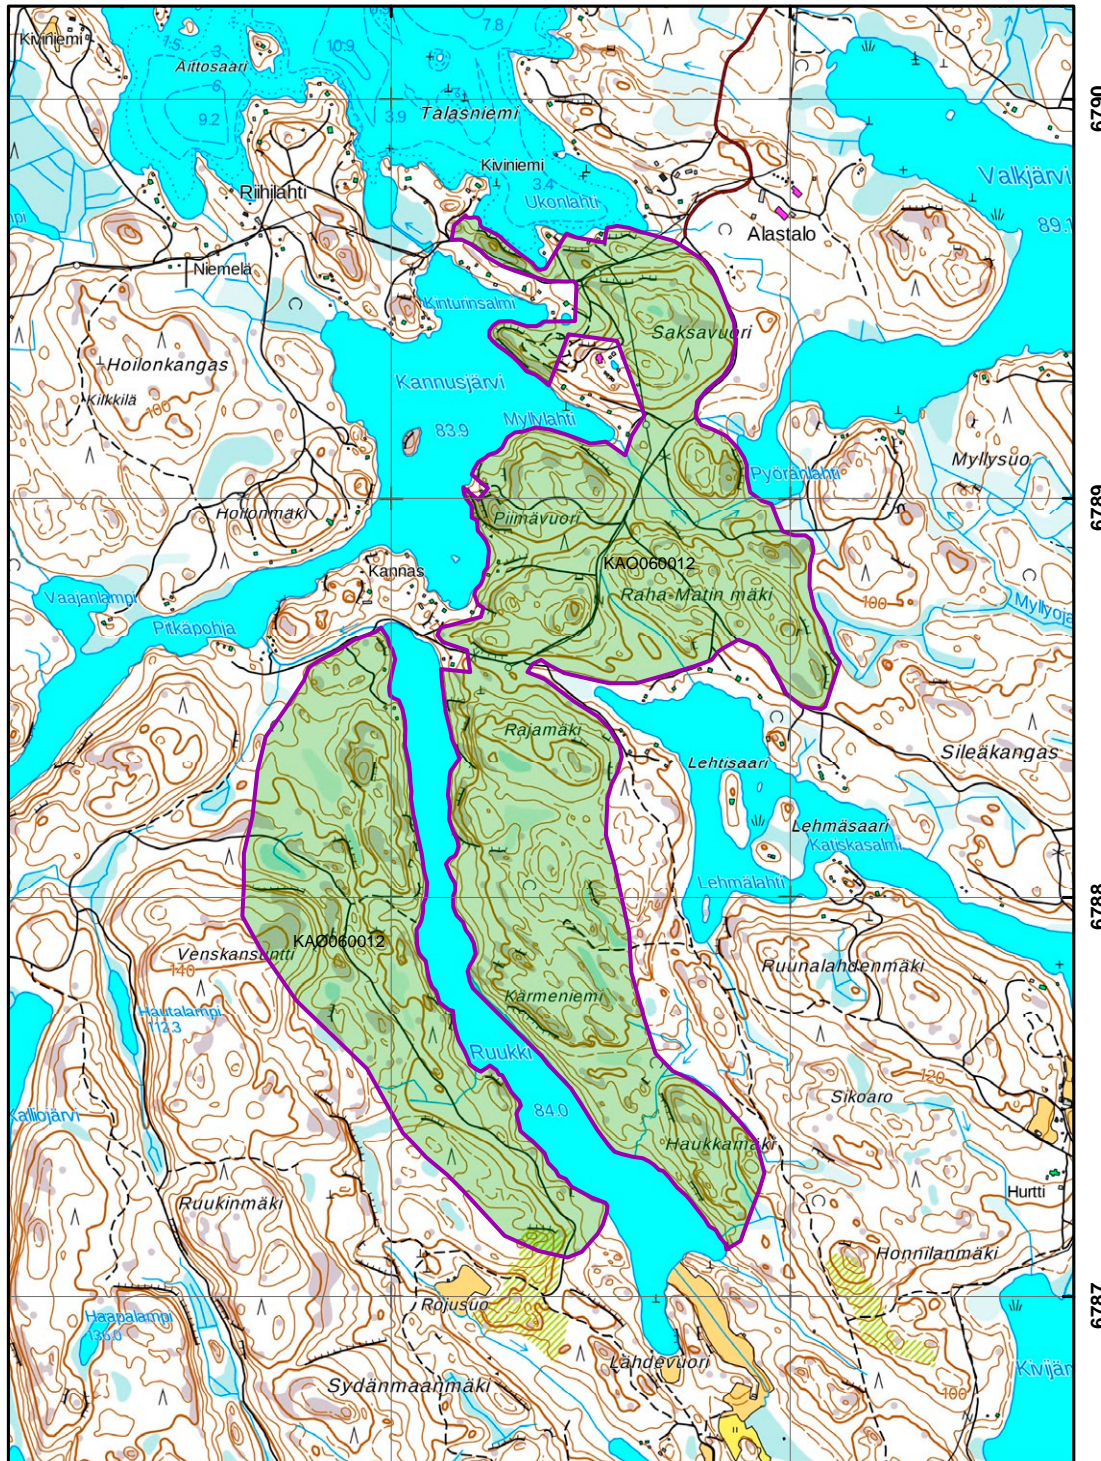 Kiviniemi
1.5
3
10.9
7.8
Aittosaari
6
9.2
3.9
7
Talasniemi
6790
Riihilahti
Kiviniemi
3.4
Ukonlahti
Valkjärvi
89.1
Alastalo
Niemelä
Kinturinsalmi
Saksavuori
Hoilonkangas
Kilkkilä
100
Kannusjärvi
83.9
Myllylahti
Myllysuo
Pyöränlahti
6789
Hoilonmäki
Piimävuori
KAO060012
Kannas
Raha-Matin mäki
100
Vaajanlampi
Myllyoja
Pitkäpohja
Rajamäki
Sileäkangas
Lehtisaari
Lehmäsaari
Katiskasalmi
Lehmälahti
6788
KAO060012
Venskansuntti
140
Ruunalahdenmäki
Kärmeniemi
Hautalampi
112.3
Ruukki
84.0
120
Sikoaro
Kalliojärvi
Haukkamäki
Ruukinmäki
Hurtti
Honnilanmäki
6787
Rojusuo
Haapalampi
136.0
Lähdevuori
Kivijär
Sydänmaanmäki
100